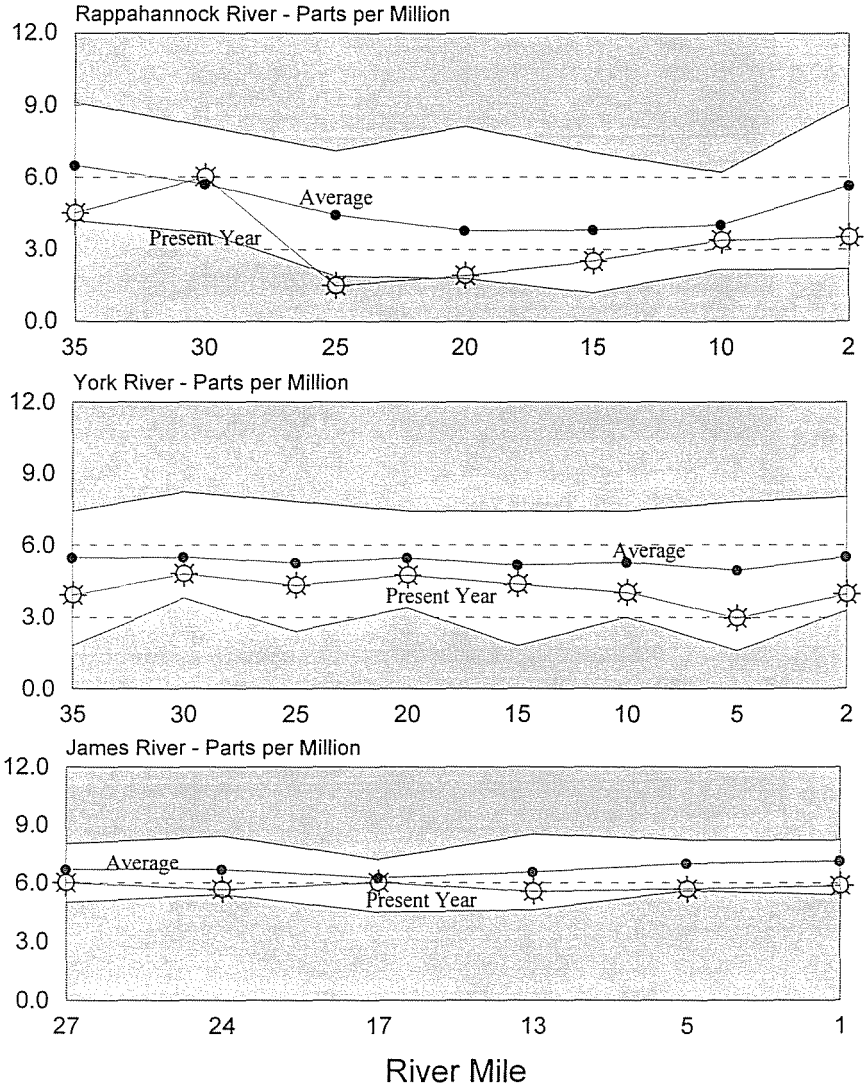 Rappahannock River - Parts per Million
12.0
9.0
6.0
3.0
0.0
Average
Present Year
35 30 25 20 15 10 2
York River - Parts per Million
12.0
9.0
6.0
3.0
0.0
Average
Present Year
35 30 25 20 15 10 5 2
James River - Parts per Million
12.0
9.0
6.0
3.0
0.0
Average
Present Year
27 24 17 13 5 1
River Mile